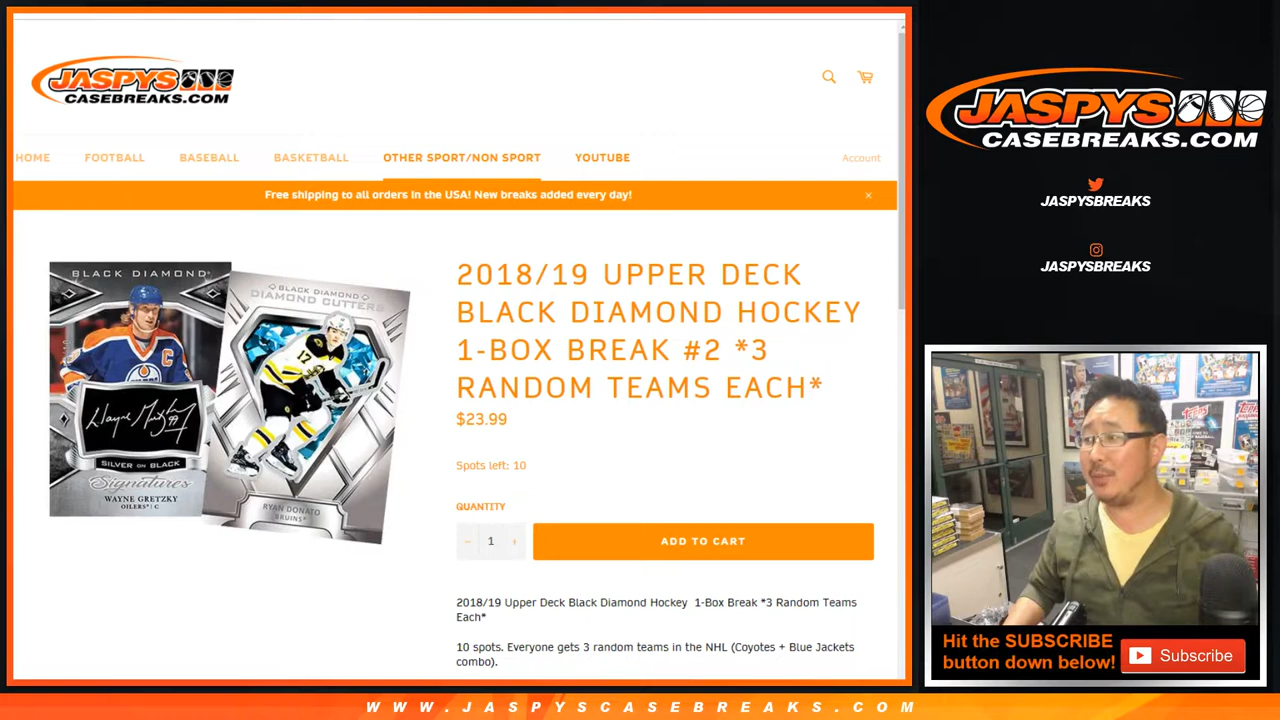 JASPYS
CASEBREAKS.COM
HOME FOOTBALL BASEBALL BASKETBALL OTHER SPORT/NON SPORT YOUTUBE Account
Free shipping to all orders in the USA! New breaks added every day! ×
BLACK DIAMOND
SILVER ON BLACK
Signatures
WAYNE GRETZKY
OILERS | C
BLACK DIAMOND
DIAMOND CUTTERS
RYAN DONATO
BRUINS
2018/19 UPPER DECK
BLACK DIAMOND HOCKEY
1-BOX BREAK #2 *3
RANDOM TEAMS EACH*
$23.99
Spots left: 10
QUANTITY
− 1 +
ADD TO CART
2018/19 Upper Deck Black Diamond Hockey 1-Box Break *3 Random Teams
Each*
10 spots. Everyone gets 3 random teams in the NHL (Coyotes + Blue Jackets
combo).
JASPYS
CASEBREAKS.COM
JASPYSBREAKS
JASPYSBREAKS
TOPPS
Hit the SUBSCRIBE
button down below!
Subscribe
WWW.JASPYSCASEBREAKS.COM